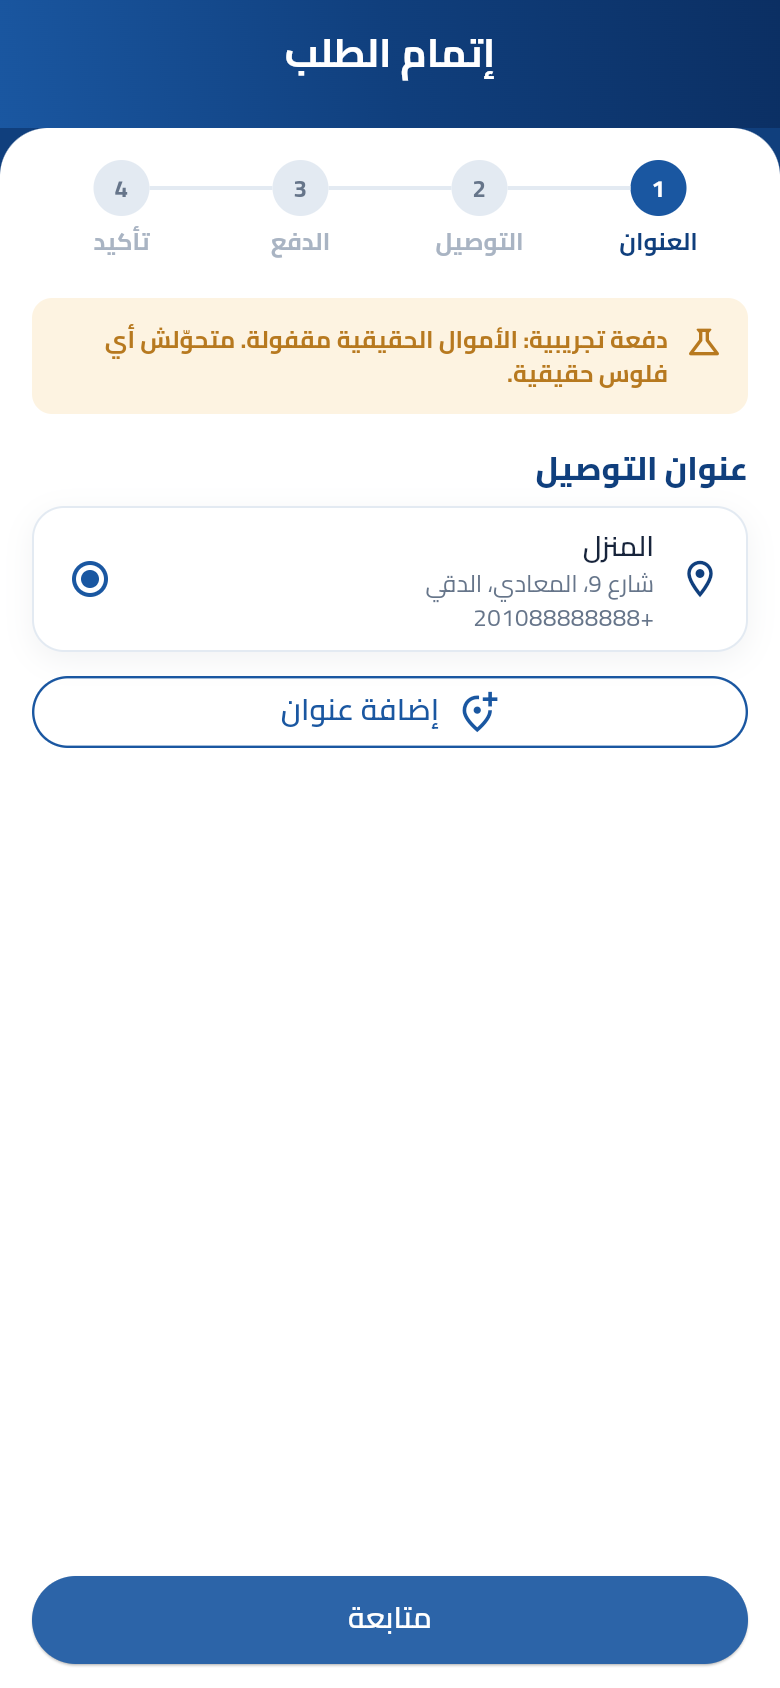 إتمام الطلب
1 2 3 4
العنوان التوصيل الدفع تأكيد
دفعة تجريبية: الأموال الحقيقية مقفولة. متحوّلش أي
فلوس حقيقية.
عنوان التوصيل
المنزل
شارع 9، المعادي، الدقي
+201088888888
إضافة عنوان
متابعة